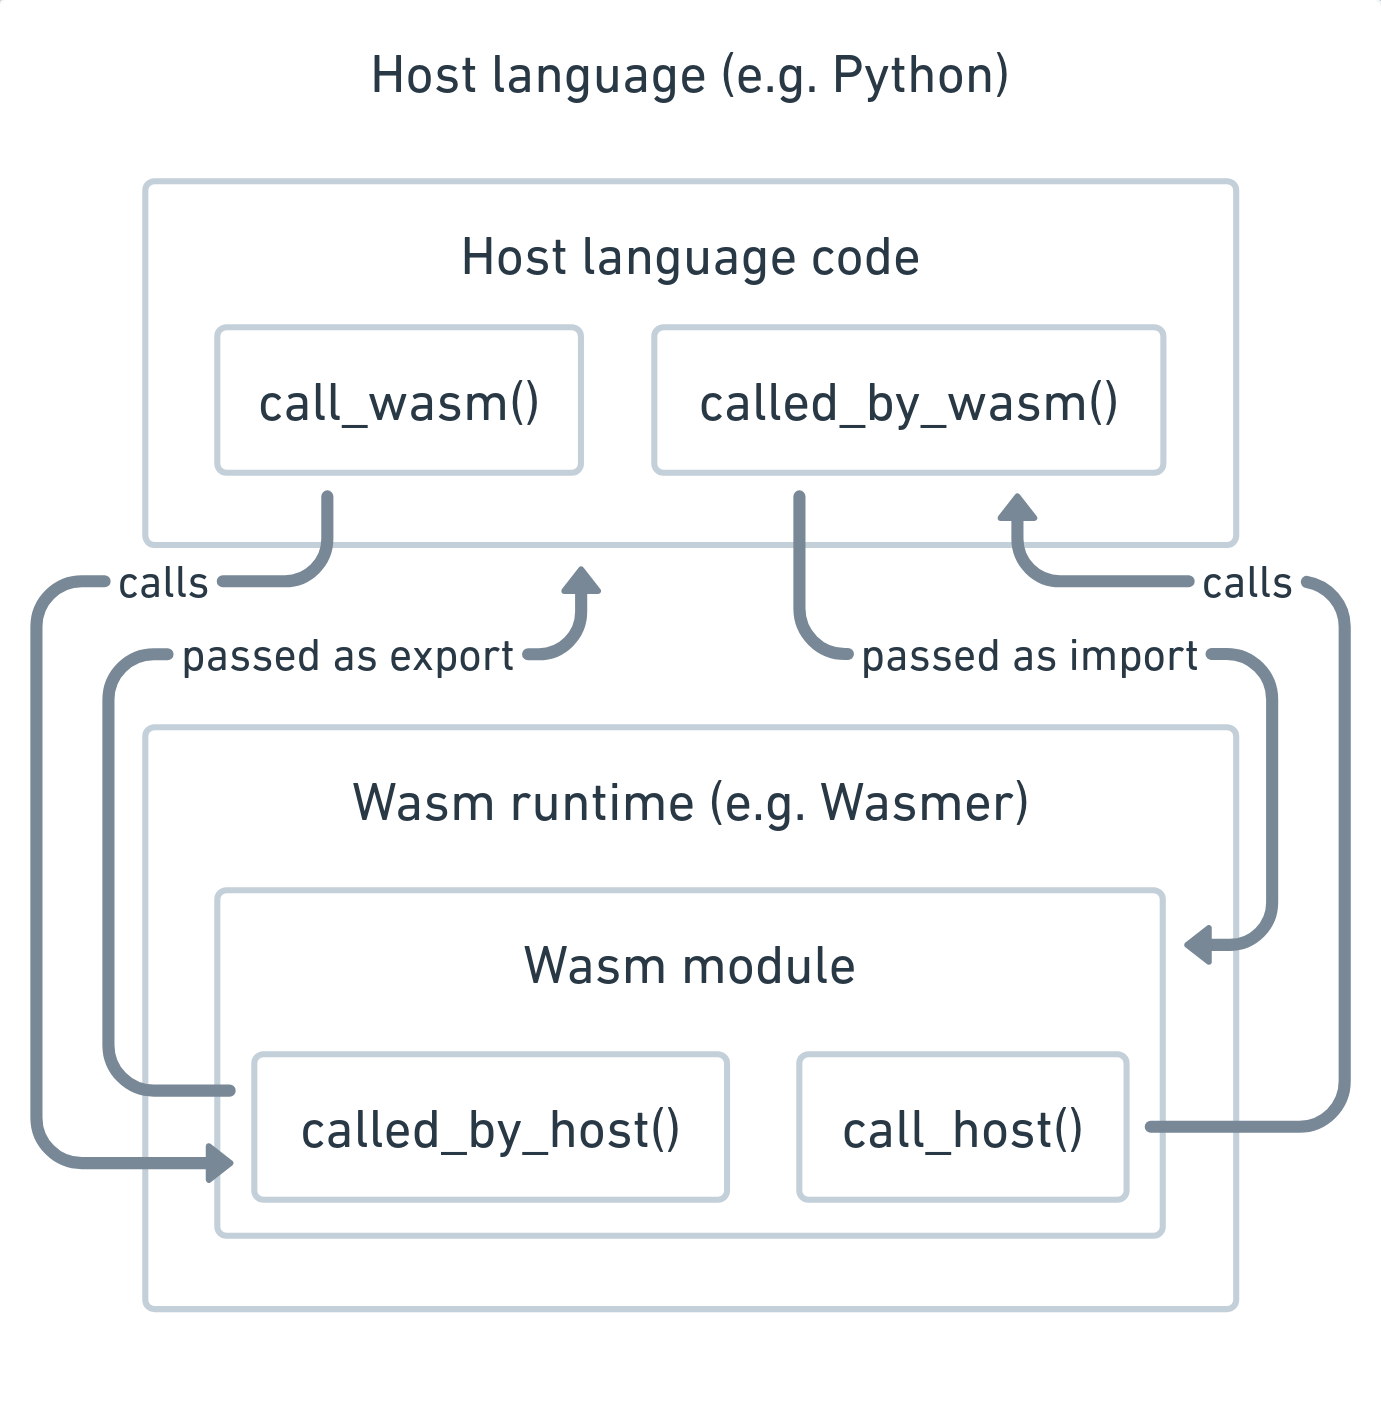 Host language (e.g. Python)
Host language code
call_wasm()
called_by_wasm()
calls
calls
passed as export
passed as import
Wasm runtime (e.g. Wasmer)
Wasm module
called_by_host()
call_host()